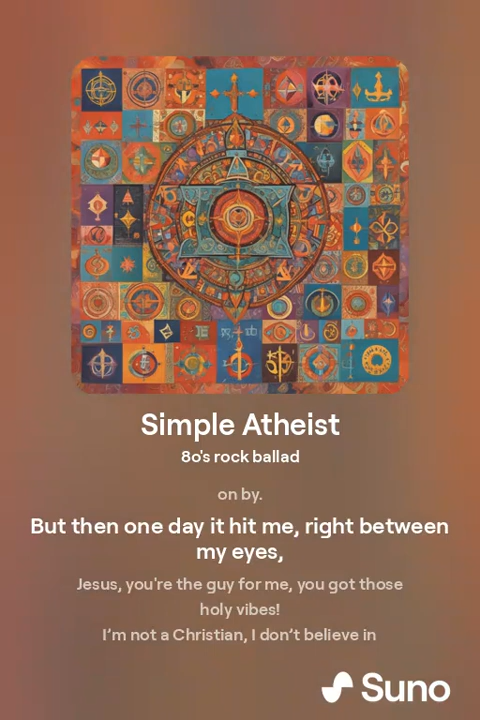 Simple Atheist
80's rock ballad
on by.
But then one day it hit me, right between
my eyes,
Jesus, you're the guy for me, you got those
holy vibes!
I'm not a Christian, I don't believe in
Suno